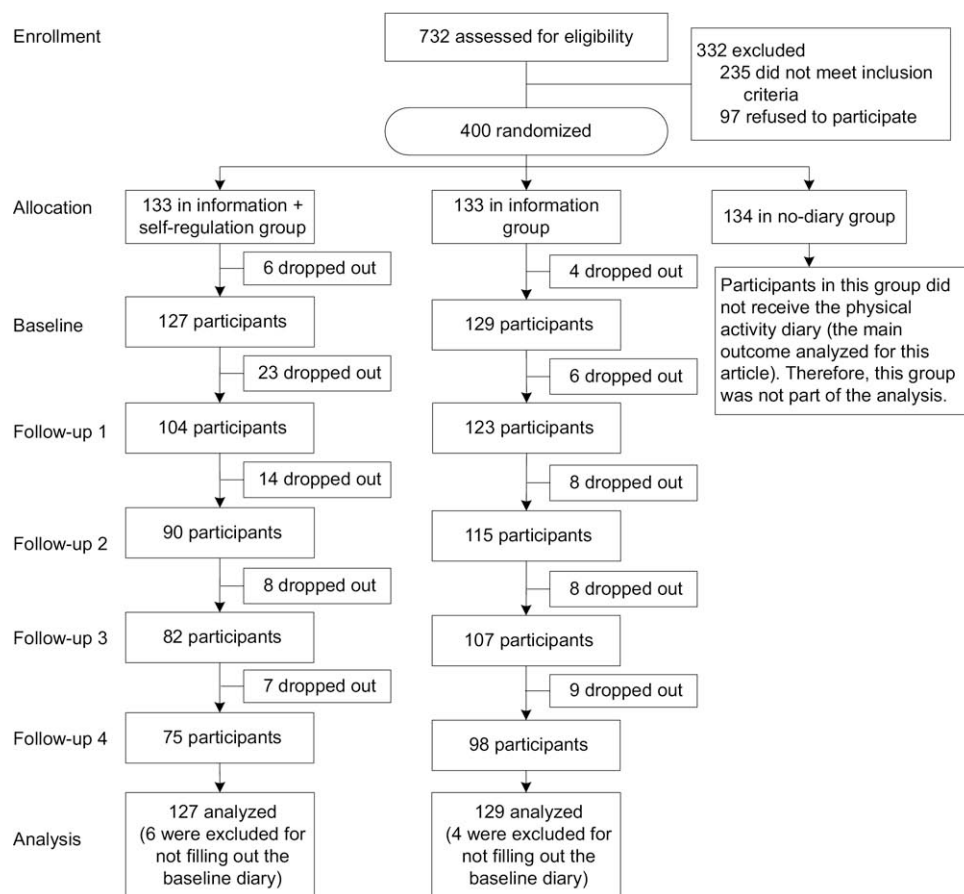 Enrollment
732 assessed for eligibility
332 excluded
235 did not meet inclusion
criteria
97 refused to participate
400 randomized
Allocation
133 in information +
self-regulation group
133 in information
group
134 in no-diary group
6 dropped out
4 dropped out
Participants in this group did
not receive the physical
activity diary (the main
outcome analyzed for this
article). Therefore, this group
was not part of the analysis.
Baseline
127 participants
129 participants
23 dropped out
6 dropped out
Follow-up 1
104 participants
123 participants
14 dropped out
8 dropped out
Follow-up 2
90 participants
115 participants
8 dropped out
8 dropped out
Follow-up 3
82 participants
107 participants
7 dropped out
9 dropped out
Follow-up 4
75 participants
98 participants
Analysis
127 analyzed
(6 were excluded for
not filling out the
baseline diary)
129 analyzed
(4 were excluded for
not filling out the
baseline diary)